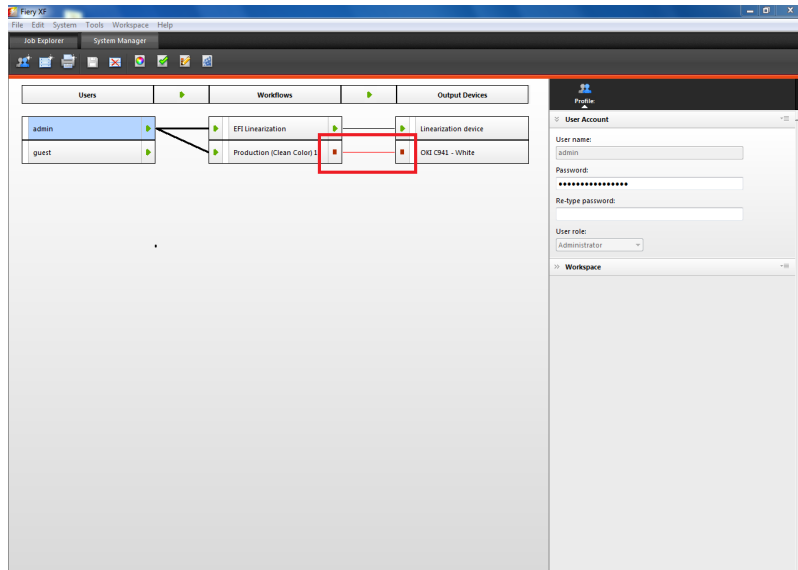 Fiery XF
File Edit System Tools Workspace Help
Job Explorer System Manager
Users Workflows Output Devices
admin EFI Linearization Linearization device
guest Production (Clean Color) 1 OKI C941 - White
Profile:
User Account
User name:
admin
Password:
••••••••••••••••
Re-type password:
User role:
Administrator
Workspace